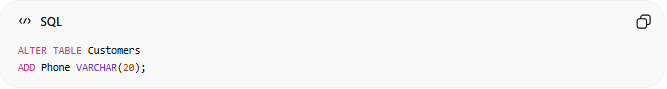 SQL
ALTER TABLE Customers
ADD Phone VARCHAR(20);